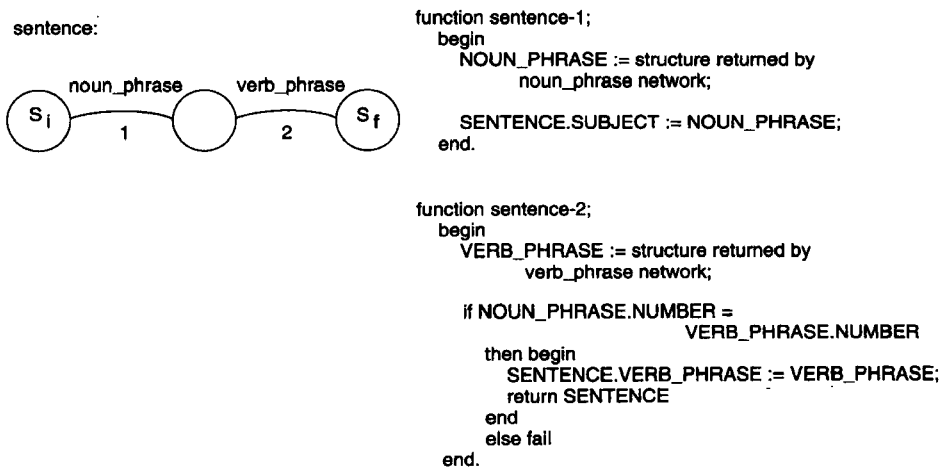 sentence:
noun_phrase
verb_phrase
Si
1
2
Sf
function sentence-1;
begin
NOUN_PHRASE := structure returned by
noun_phrase network;
SENTENCE.SUBJECT := NOUN_PHRASE;
end.
function sentence-2;
begin
VERB_PHRASE := structure returned by
verb_phrase network;
if NOUN_PHRASE.NUMBER =
VERB_PHRASE.NUMBER
then begin
SENTENCE.VERB_PHRASE := VERB_PHRASE;
return SENTENCE
end
else fail
end.